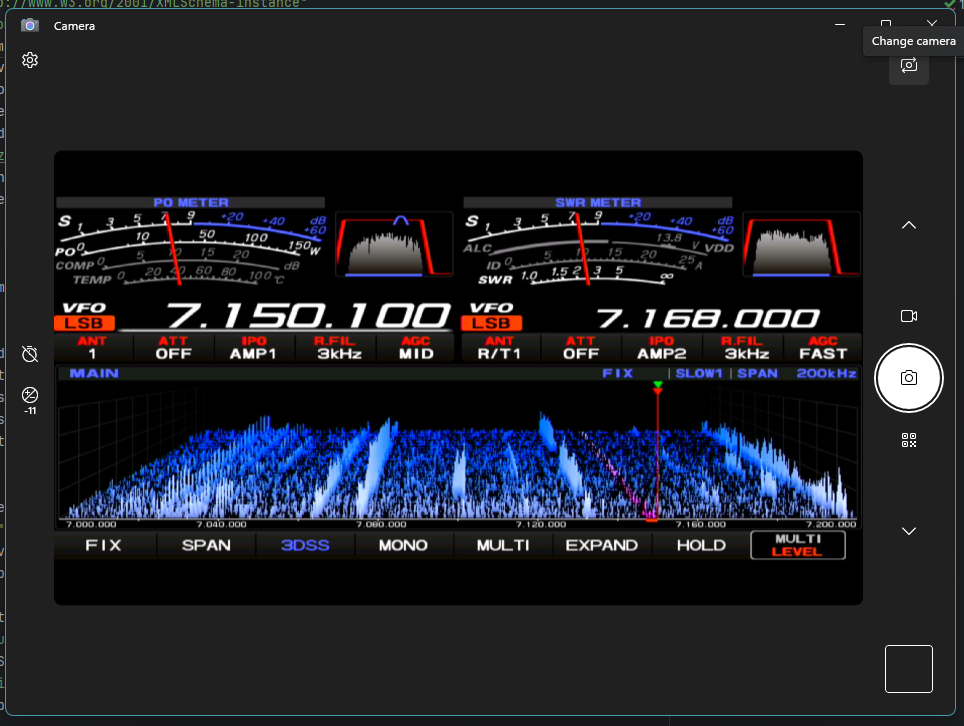 p://www.w3.org/2001/XMLSchema-instance"
Camera
Change camera
PO METER
S 1 3 5 7 9 +20 +40 +60 dB
PO 0 10 50 100 150 W
COMP 0 5 10 15 20 dB
TEMP 0 20 40 60 80 100 °C
SWR METER
S 1 3 5 7 9 +20 +40 +60 dB
ALC 13.8 V VDD
ID 0 5 10 15 20 25 A
SWR 1.0 1.5 2 3 5 ∞
VFO
LSB
7.150.100
VFO
LSB
7.168.000
ANT ATT IPO R.FIL AGC
1 OFF AMP1 3kHz MID
ANT ATT IPO R.FIL AGC
R/T1 OFF AMP2 3kHz FAST
MAIN FIX | SLOW1 | SPAN 200kHz
-11
7.000.000 7.040.000 7.080.000 7.120.000 7.160.000 7.200.000
FIX SPAN 3DSS MONO MULTI EXPAND HOLD MULTI
LEVEL